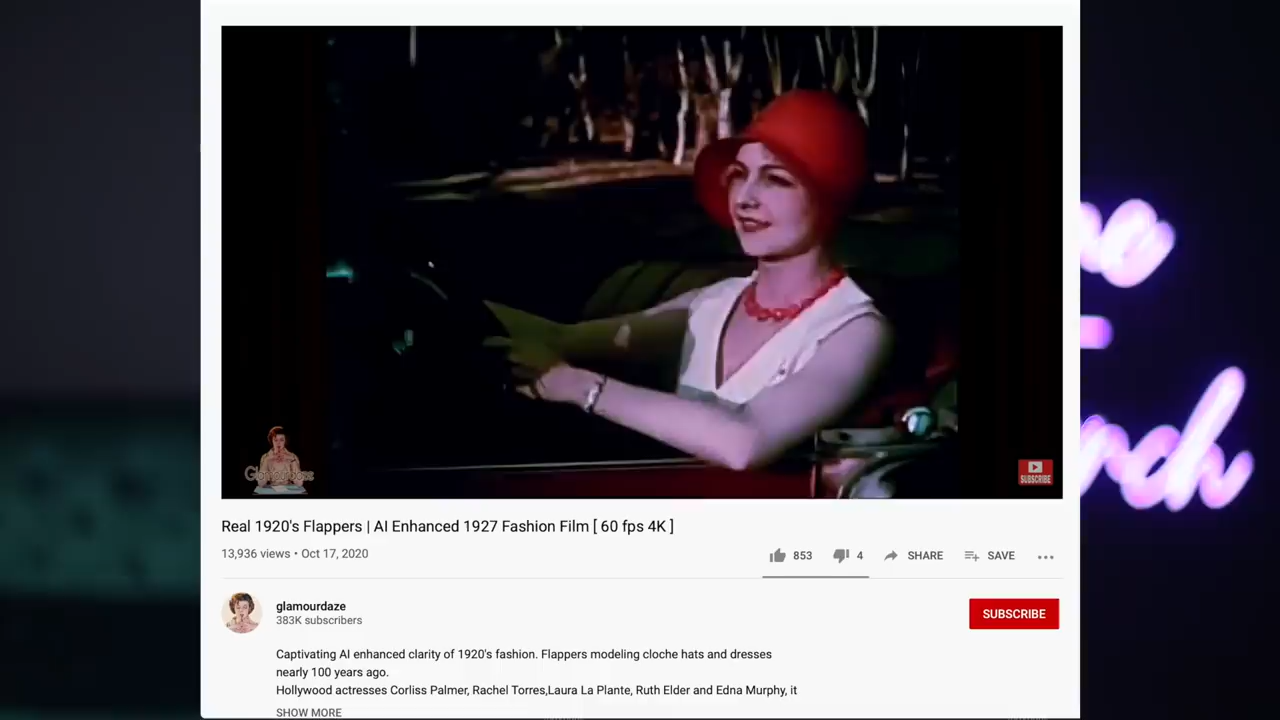 Glamourdaze
SUBSCRIBE
Real 1920's Flappers | AI Enhanced 1927 Fashion Film [ 60 fps 4K ]
13,936 views • Oct 17, 2020
853
4
SHARE
SAVE
glamourdaze
383K subscribers
SUBSCRIBE
Captivating AI enhanced clarity of 1920's fashion. Flappers modeling cloche hats and dresses
nearly 100 years ago.
Hollywood actresses Corliss Palmer, Rachel Torres,Laura La Plante, Ruth Elder and Edna Murphy, it
SHOW MORE